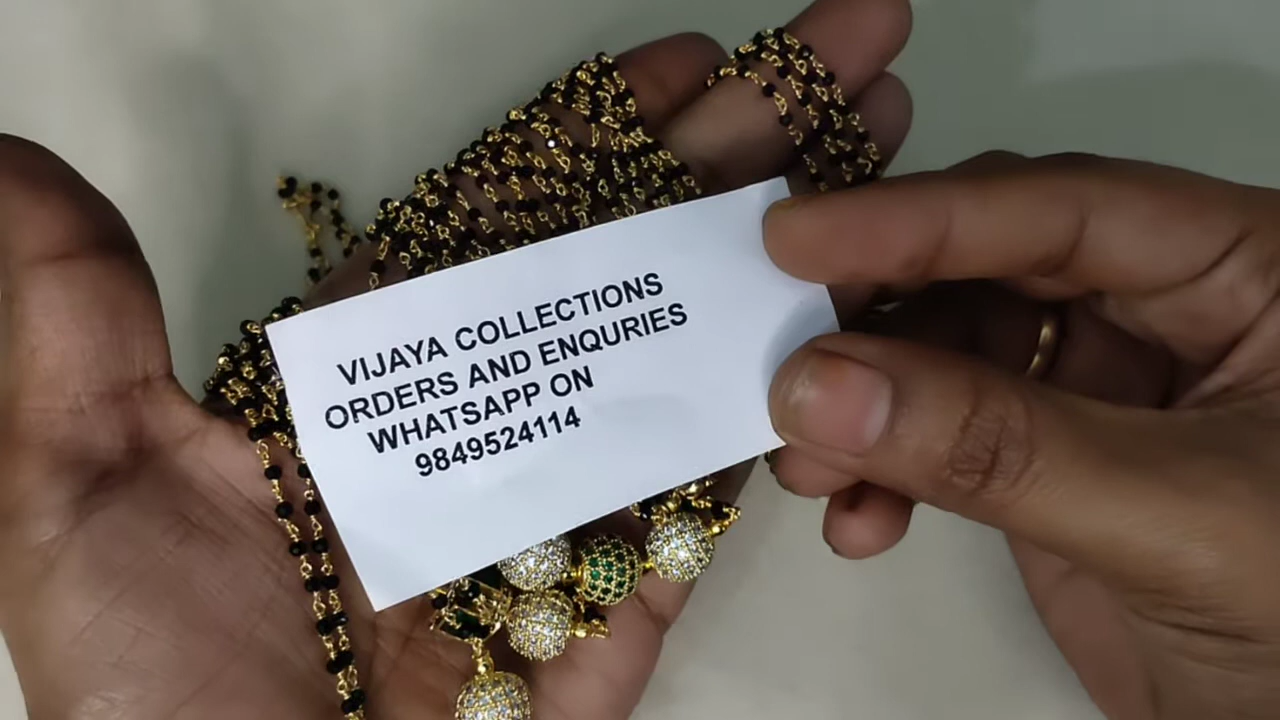 VIJAYA COLLECTIONS
ORDERS AND ENQURIES
WHATSAPP ON
9849524114